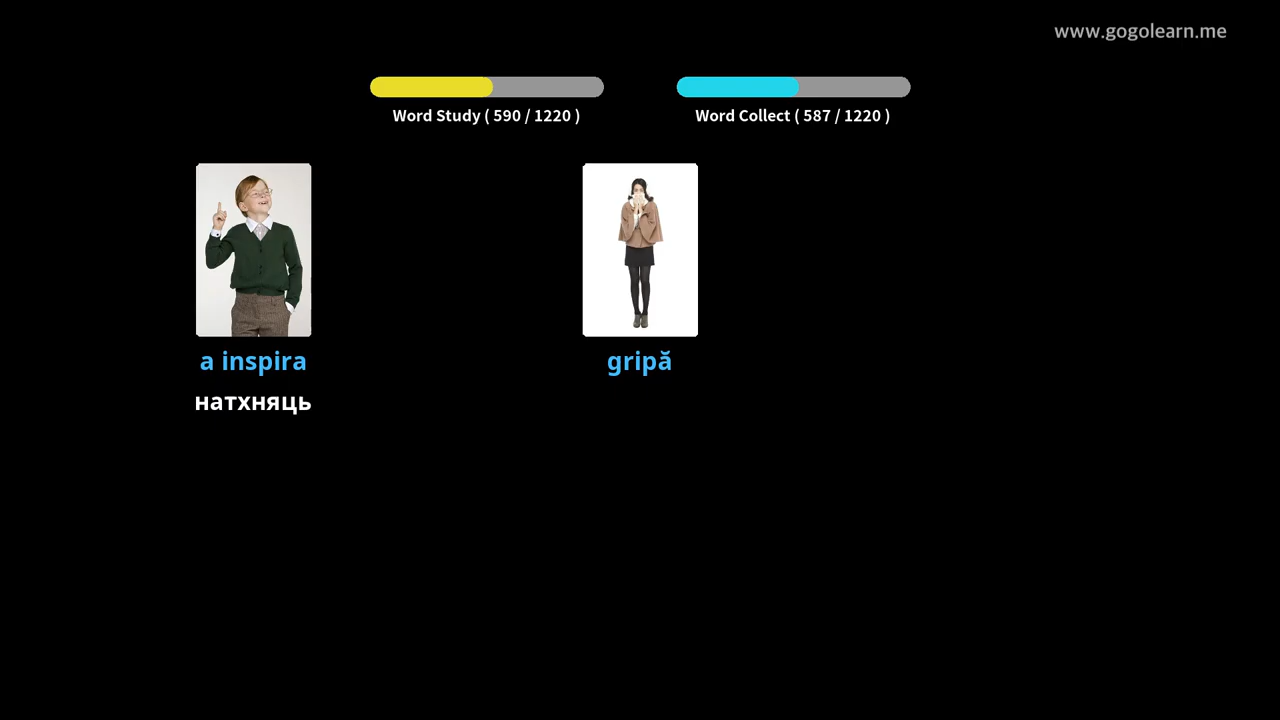 www.gogolearn.me
Word Study ( 590 / 1220 )
Word Collect ( 587 / 1220 )
a inspira
натхняць
gripă